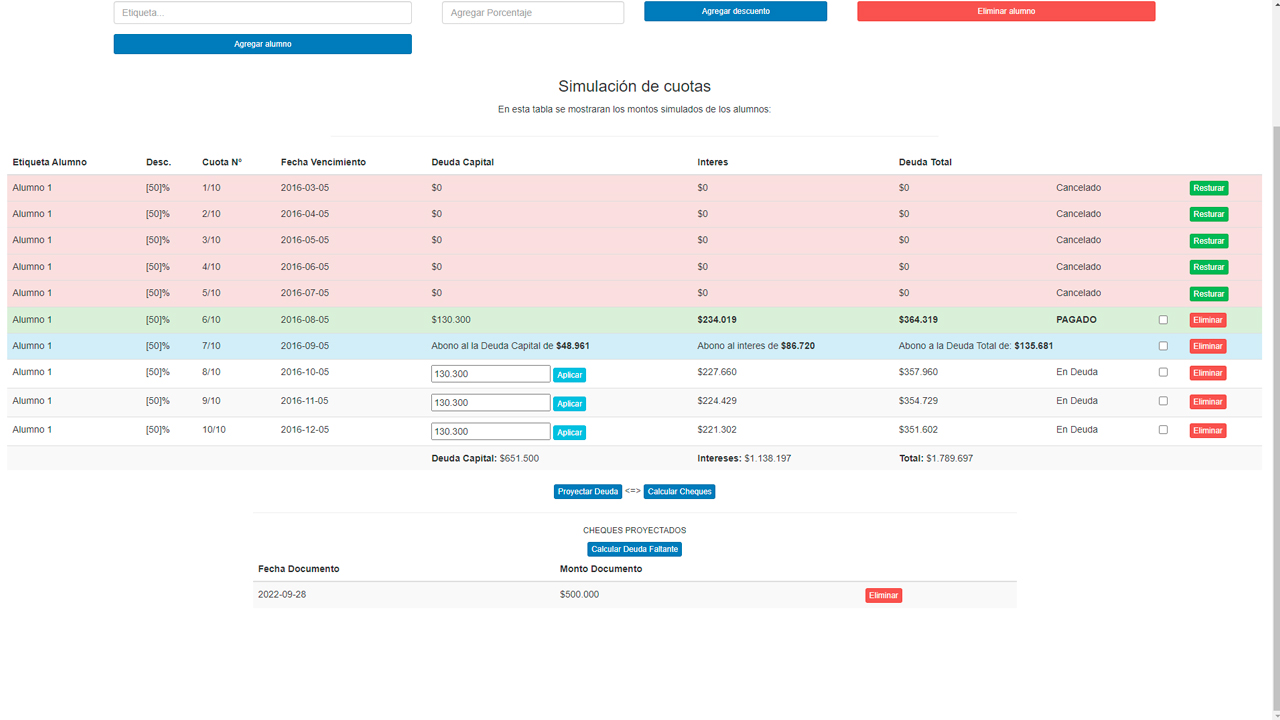 Etiqueta... Agregar Porcentaje Agregar descuento Eliminar alumno
Agregar alumno
Simulación de cuotas
En esta tabla se mostraran los montos simulados de los alumnos:
Etiqueta Alumno Desc. Cuota N° Fecha Vencimiento Deuda Capital Interes Deuda Total
Alumno 1 [50]% 1/10 2016-03-05 $0 $0 $0 Cancelado Resturar
Alumno 1 [50]% 2/10 2016-04-05 $0 $0 $0 Cancelado Resturar
Alumno 1 [50]% 3/10 2016-05-05 $0 $0 $0 Cancelado Resturar
Alumno 1 [50]% 4/10 2016-06-05 $0 $0 $0 Cancelado Resturar
Alumno 1 [50]% 5/10 2016-07-05 $0 $0 $0 Cancelado Resturar
Alumno 1 [50]% 6/10 2016-08-05 $130.300 $234.019 $364.319 PAGADO Eliminar
Alumno 1 [50]% 7/10 2016-09-05 Abono al la Deuda Capital de $48.961 Abono al interes de $86.720 Abono a la Deuda Total de: $135.681 Eliminar
Alumno 1 [50]% 8/10 2016-10-05 130.300 Aplicar $227.660 $357.960 En Deuda Eliminar
Alumno 1 [50]% 9/10 2016-11-05 130.300 Aplicar $224.429 $354.729 En Deuda Eliminar
Alumno 1 [50]% 10/10 2016-12-05 130.300 Aplicar $221.302 $351.602 En Deuda Eliminar
Deuda Capital: $651.500 Intereses: $1.138.197 Total: $1.789.697
Proyectar Deuda <=> Calcular Cheques
CHEQUES PROYECTADOS
Calcular Deuda Faltante
Fecha Documento Monto Documento
2022-09-28 $500.000 Eliminar